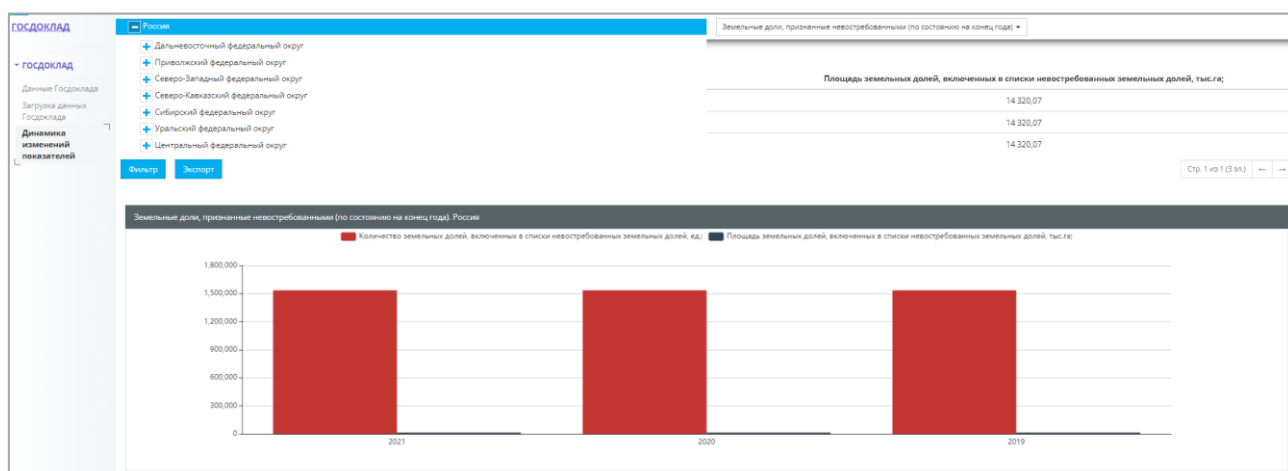 ГОСДОКЛАД
ГОСДОКЛАД
Данные Госдоклада
Загрузка данных
Госдоклада
Динамика
изменений
показателей
Россия
Дальневосточный федеральный округ
Приволжский федеральный округ
Северо-Западный федеральный округ
Северо-Кавказский федеральный округ
Сибирский федеральный округ
Уральский федеральный округ
Центральный федеральный округ
Фильтр
Экспорт
Земельные доли, признанные невостребованными (по состоянию на конец года)
Площадь земельных долей, включенных в списки невостребованных земельных долей, тыс.га;
14 320,07
14 320,07
14 320,07
Стр. 1 из 1 (3 эл.) ← →
Земельные доли, признанные невостребованными (по состоянию на конец года). Россия
Количество земельных долей, включенных в списки невостребованных земельных долей, ед.;
Площадь земельных долей, включенных в списки невостребованных земельных долей, тыс.га;
1,800,000
1,500,000
1,200,000
900,000
600,000
300,000
0
2021
2020
2019